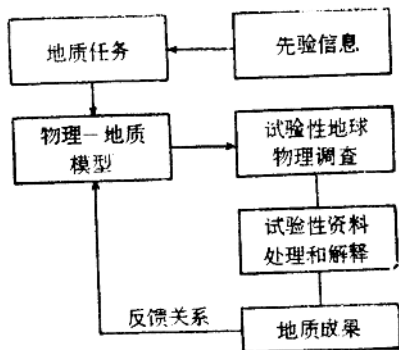 地质任务
先验信息
物理－地质
模型
试验性地球
物理调查
试验性资料
处理和解释
反馈关系
地质成果